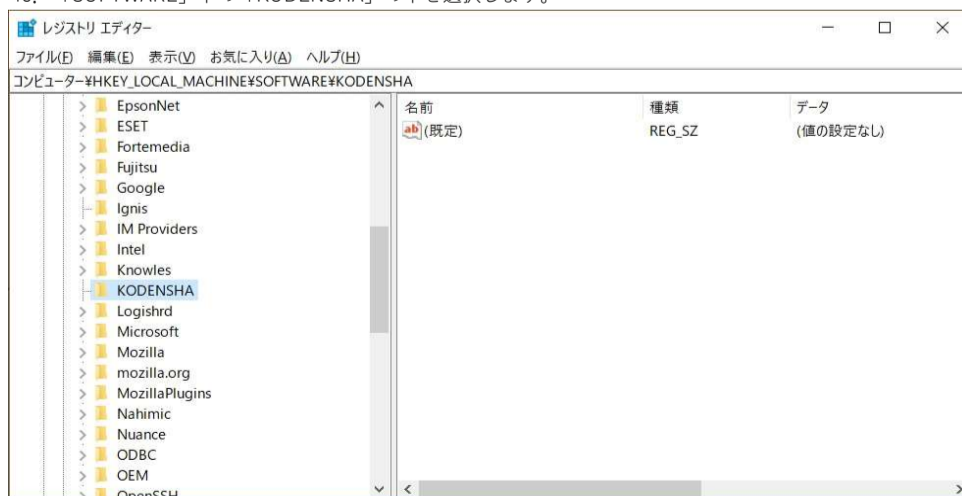 レジストリ エディター
ファイル(F) 編集(E) 表示(V) お気に入り(A) ヘルプ(H)
コンピューター¥HKEY_LOCAL_MACHINE¥SOFTWARE¥KODENSHA
EpsonNet
ESET
Fortemedia
Fujitsu
Google
Ignis
IM Providers
Intel
Knowles
KODENSHA
Logishrd
Microsoft
Mozilla
mozilla.org
MozillaPlugins
Nahimic
Nuance
ODBC
OEM
OpenSSH
名前 種類 データ
ab (既定) REG_SZ (値の設定なし)